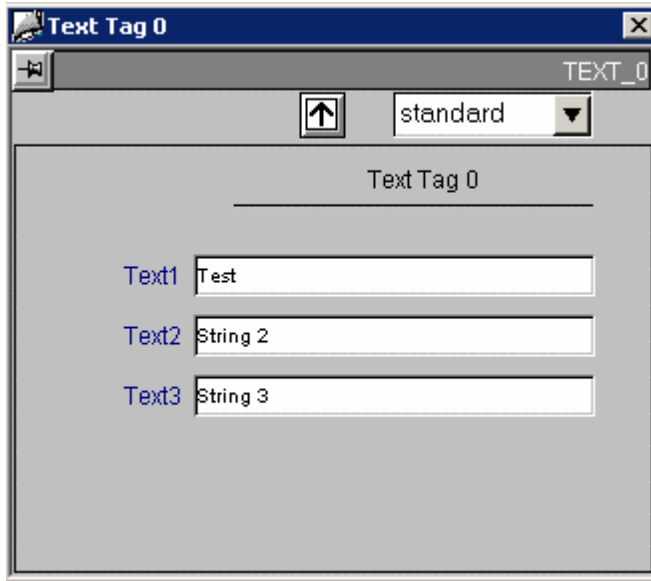 Text Tag 0
TEXT_0
standard
Text Tag 0
Text1 Test
Text2 String 2
Text3 String 3